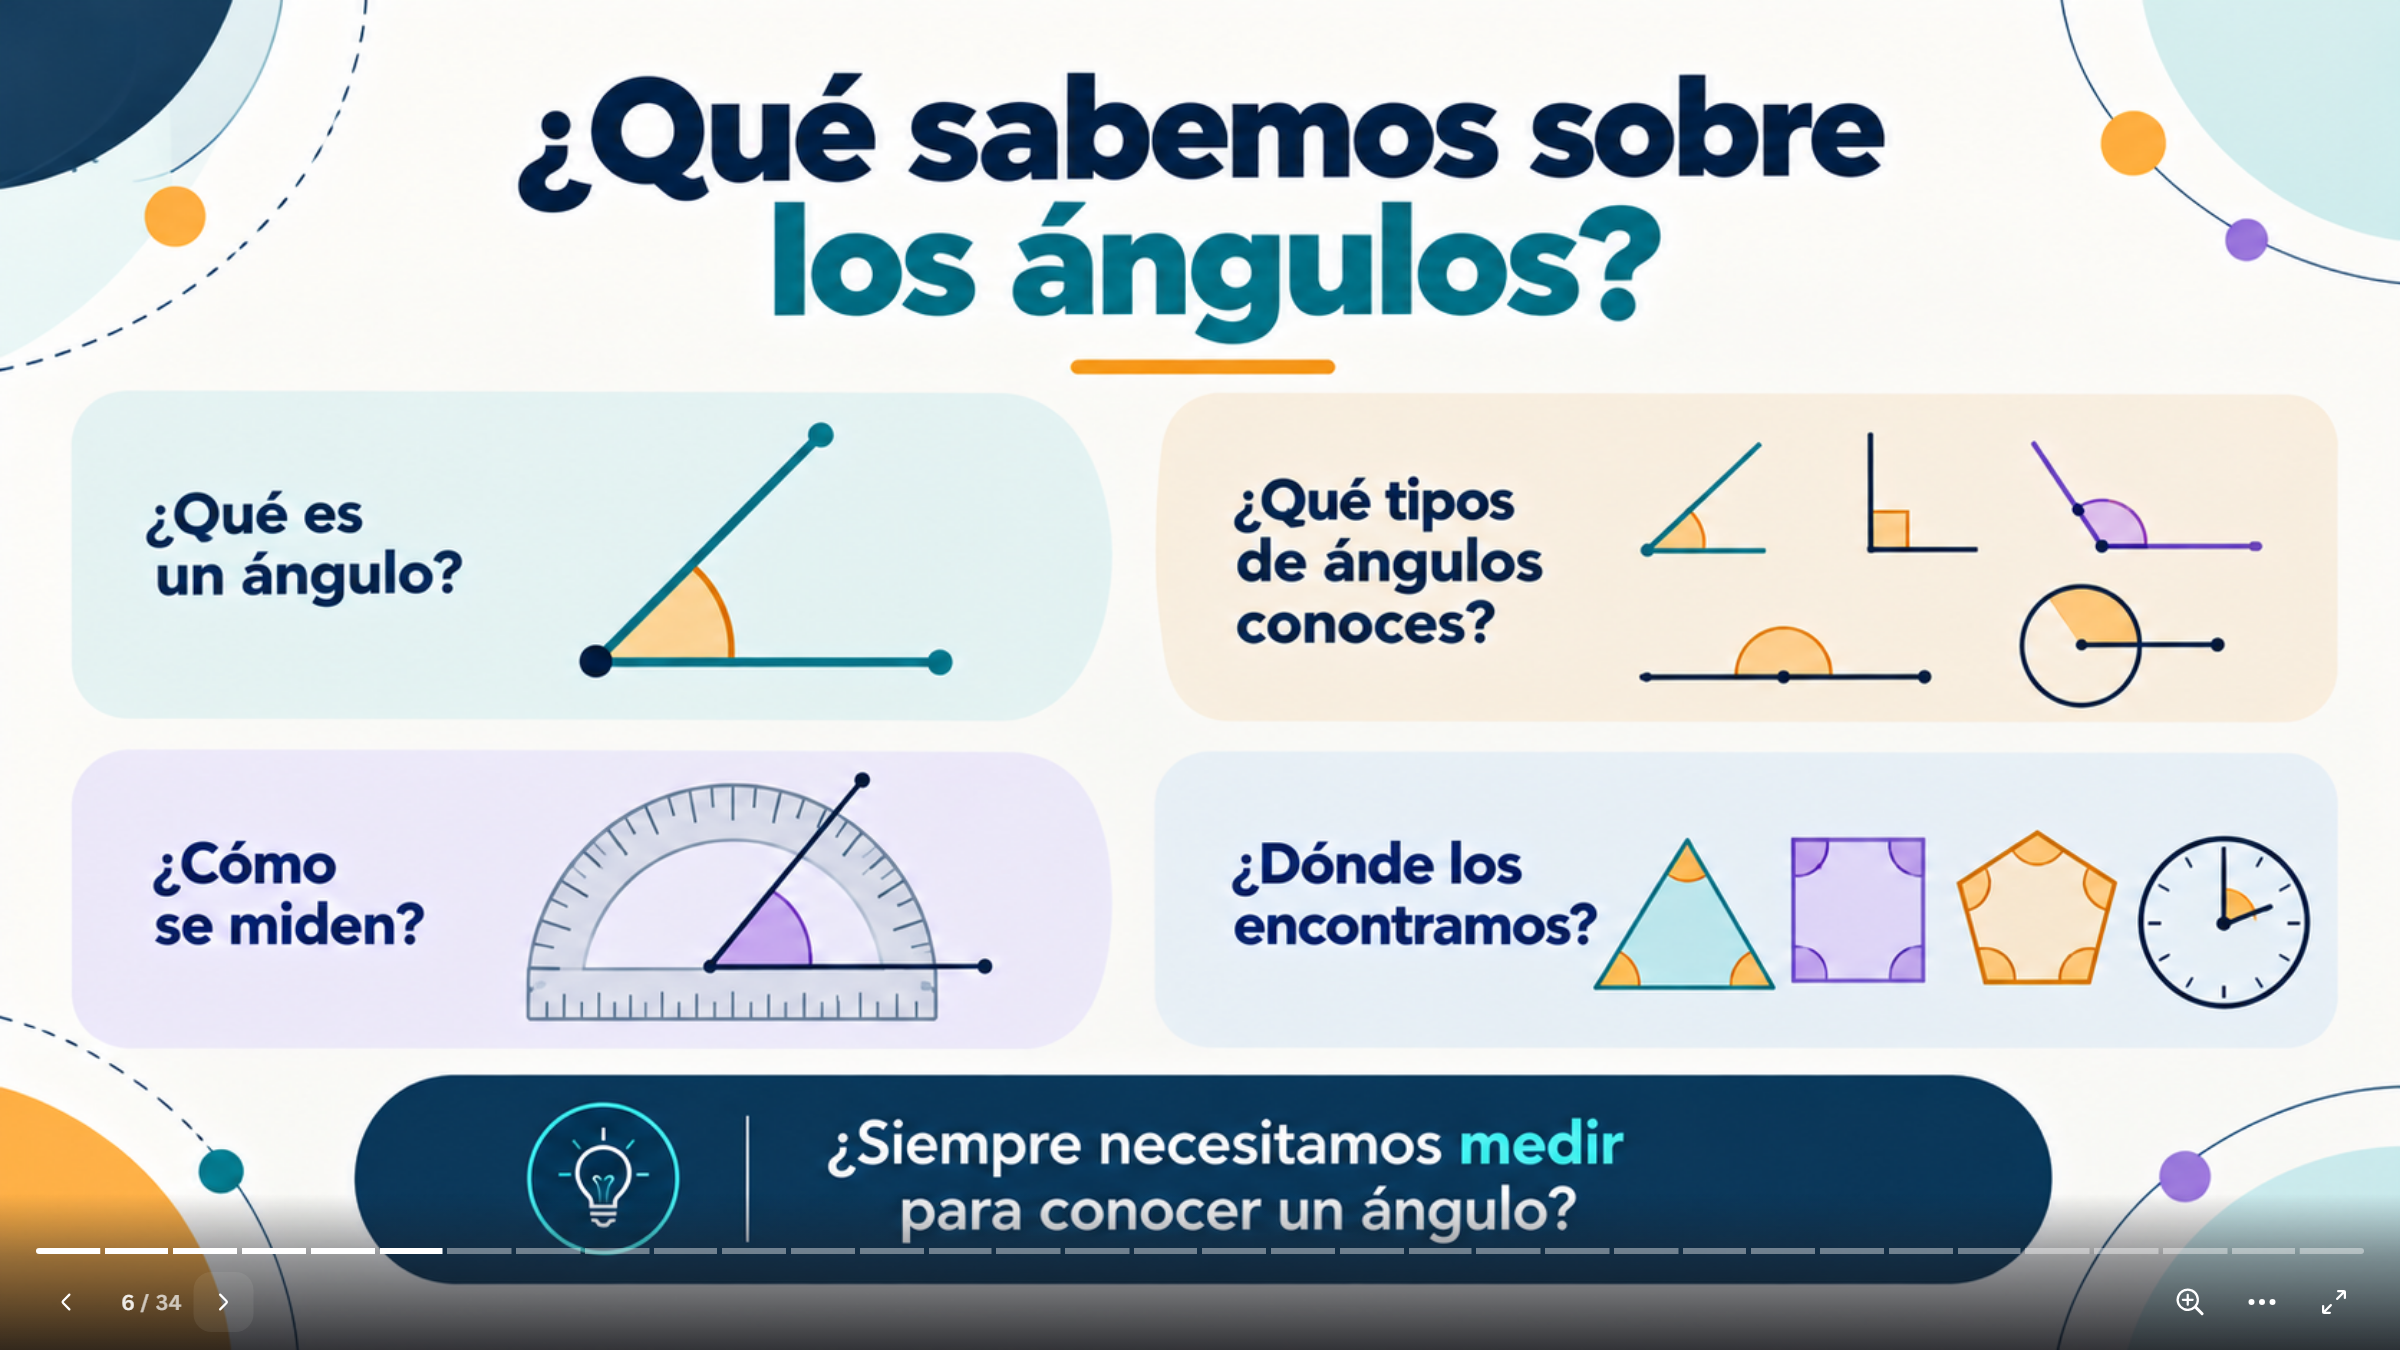 ¿Qué sabemos sobre
los ángulos?
¿Qué es
un ángulo?
¿Qué tipos
de ángulos
conoces?
¿Cómo
se miden?
¿Dónde los
encontramos?
¿Siempre necesitamos medir
para conocer un ángulo?
6 / 34